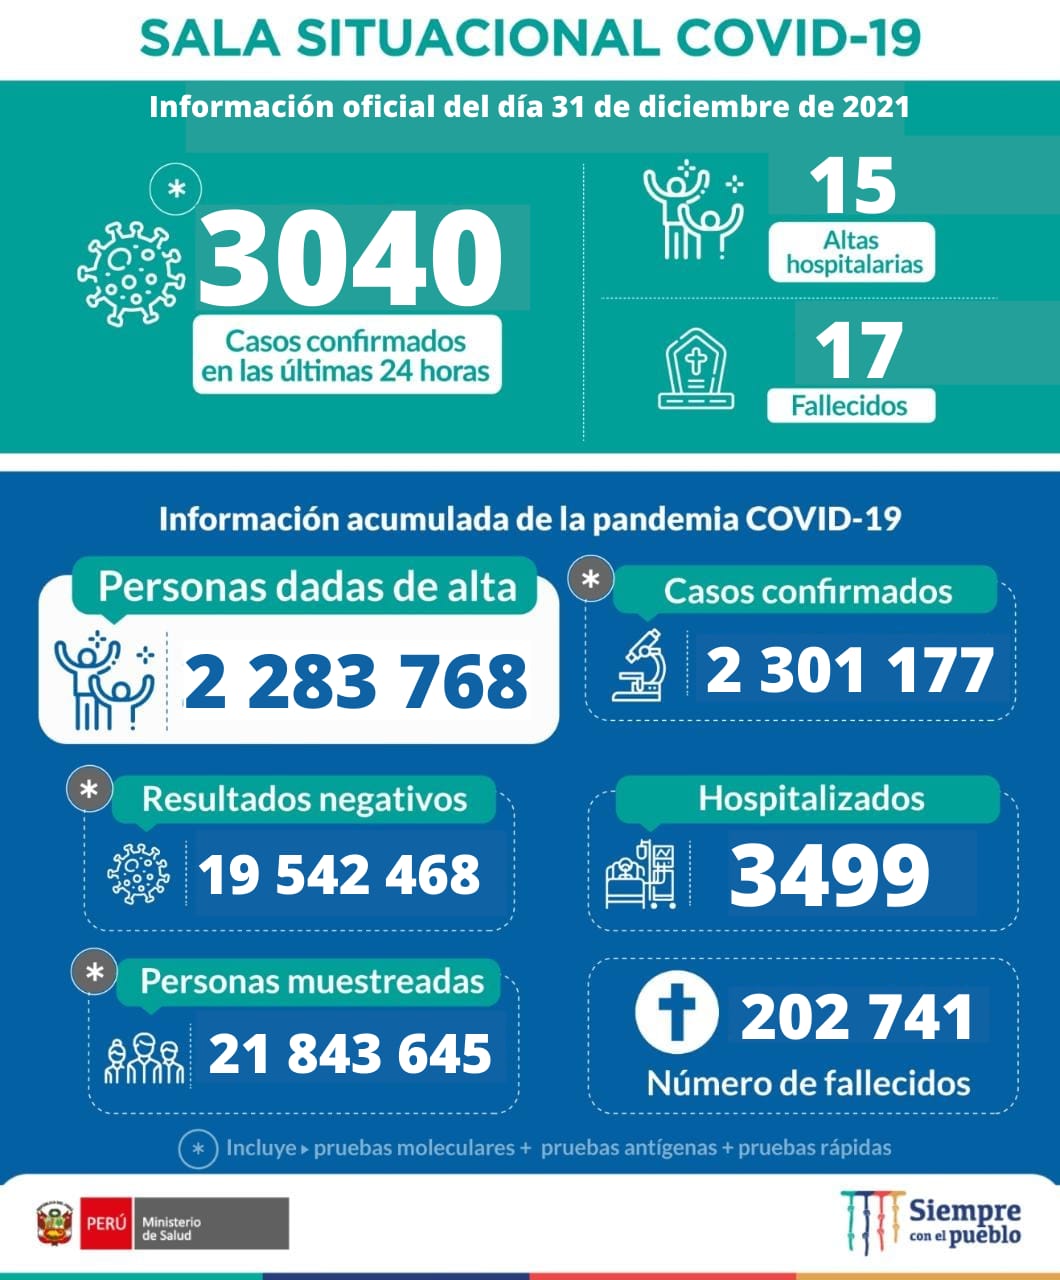 SALA SITUACIONAL COVID-19
Información oficial del día 31 de diciembre de 2021
*
3040
Casos confirmados
en las últimas 24 horas
15
Altas
hospitalarias
17
Fallecidos
Información acumulada de la pandemia COVID-19
Personas dadas de alta
2 283 768
*
Casos confirmados
2 301 177
*
Resultados negativos
19 542 468
Hospitalizados
3499
*
Personas muestreadas
21 843 645
202 741
Número de fallecidos
* Incluye ▸ pruebas moleculares + pruebas antígenas + pruebas rápidas
PERÚ
Ministerio
de Salud
Siempre
con el pueblo